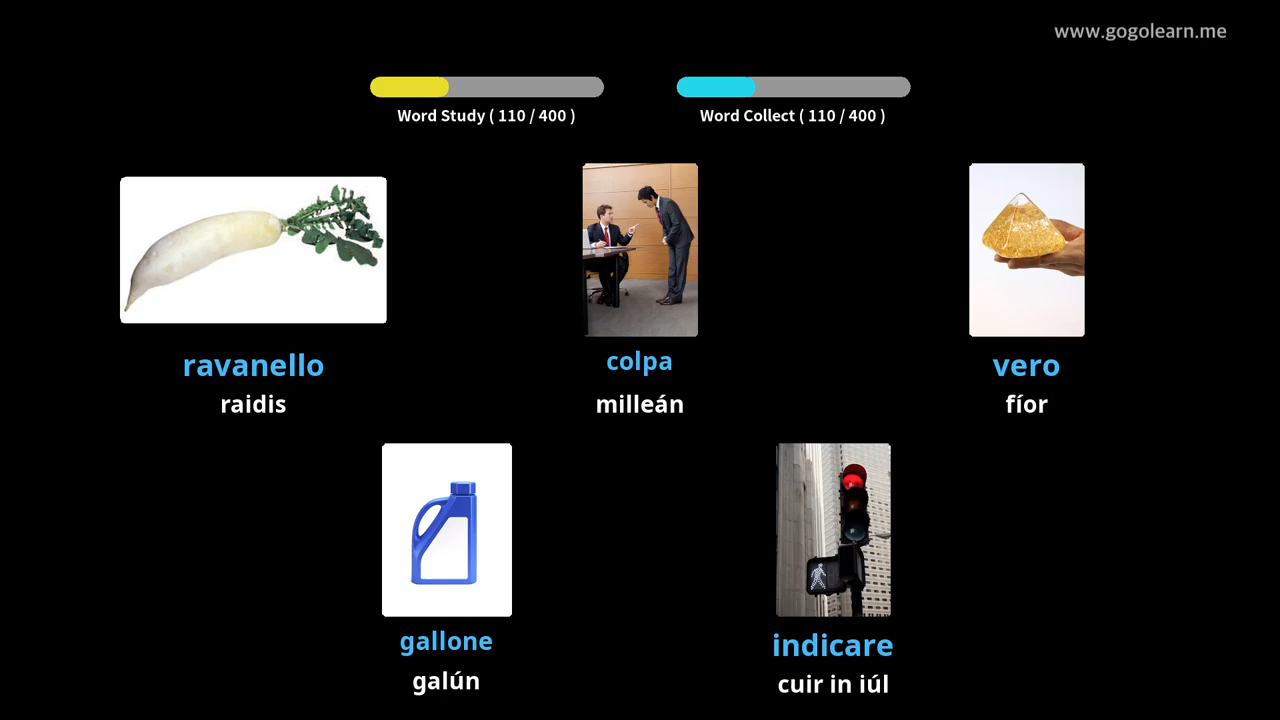 www.gogolearn.me
Word Study ( 110 / 400 )
Word Collect ( 110 / 400 )
ravanello
raidis
colpa
milleán
vero
fíor
gallone
galún
indicare
cuir in iúl